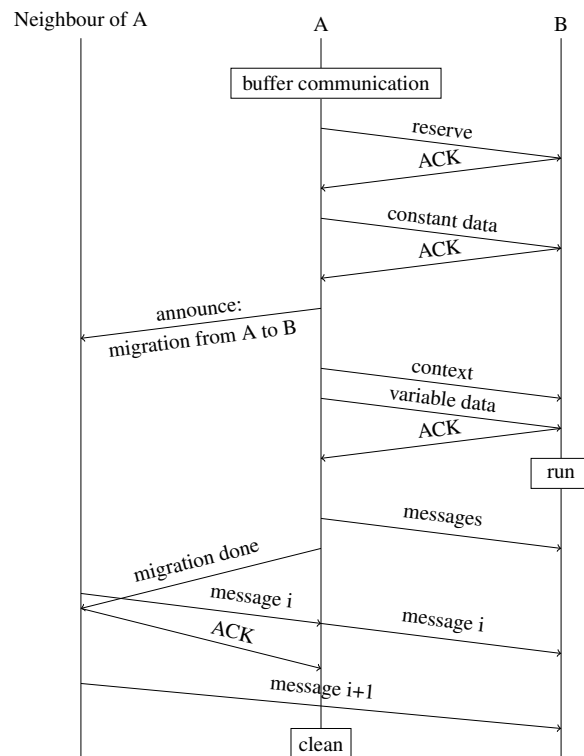 Neighbour of A
A
B
buffer communication
reserve
ACK
constant data
ACK
announce:
migration from A to B
context
variable data
ACK
run
messages
migration done
message i
message i
ACK
message i+1
clean